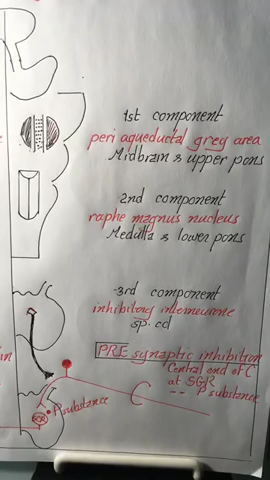 1st component
peri aqueductal grey area
Midbrain & upper pons
2nd component
raphe magnus nucleus
Medulla & lower pons
-3rd component
inhibitory interneurone
sp. cd
PRE synaptic inhibition
Central end of C
at SGR
-- P substance
C
P substance
in